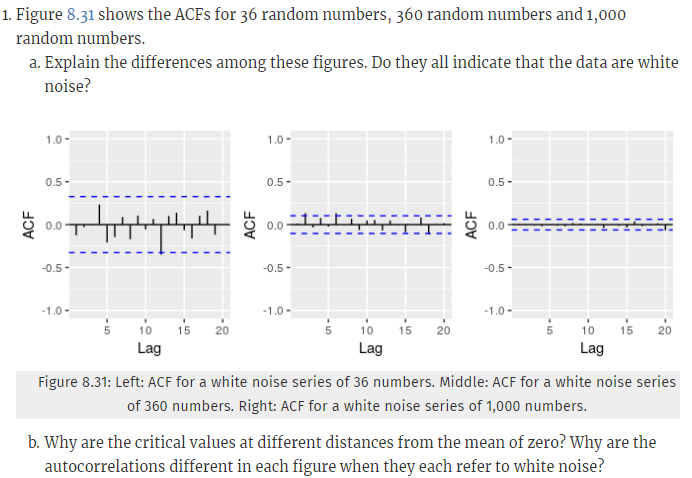 1. Figure 8.31 shows the ACFs for 36 random numbers, 360 random numbers and 1,000
random numbers.
a. Explain the differences among these figures. Do they all indicate that the data are white
noise?
1.0
0.5
0.0
-0.5
-1.0
ACF
5 10 15 20
Lag
1.0
0.5
0.0
-0.5
-1.0
ACF
5 10 15 20
Lag
1.0
0.5
0.0
-0.5
-1.0
ACF
5 10 15 20
Lag
Figure 8.31: Left: ACF for a white noise series of 36 numbers. Middle: ACF for a white noise series
of 360 numbers. Right: ACF for a white noise series of 1,000 numbers.
b. Why are the critical values at different distances from the mean of zero? Why are the
autocorrelations different in each figure when they each refer to white noise?